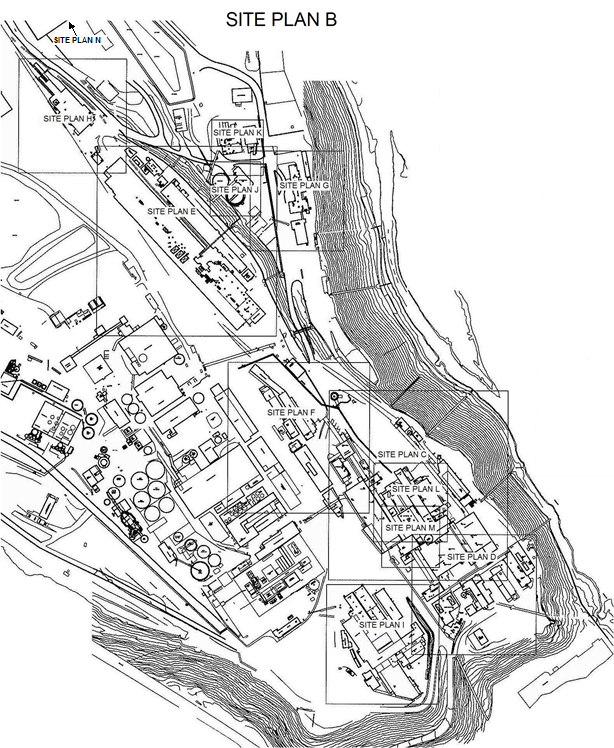 SITE PLAN B
SITE PLAN N
SITE PLAN H
SITE PLAN K
SITE PLAN J
SITE PLAN G
SITE PLAN E
SITE PLAN F
SITE PLAN C
SITE PLAN L
SITE PLAN M
SITE PLAN D
SITE PLAN I